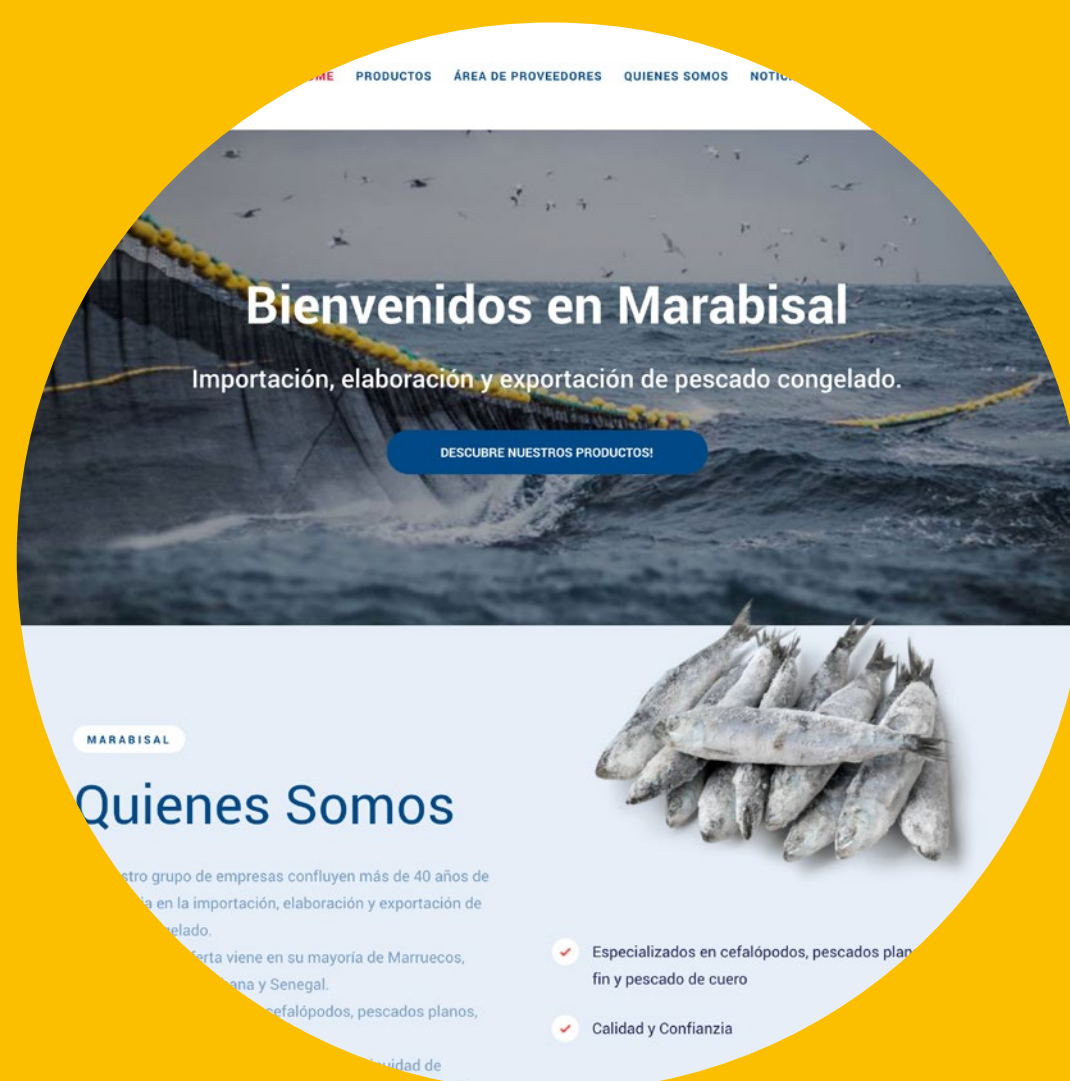 PRODUCTOS ÁREA DE PROVEEDORES QUIENES SOMOS
Bienvenidos en Marabisal
Importación, elaboración y exportación de pescado congelado.
DESCUBRE NUESTROS PRODUCTOS!
MARABISAL
Quienes Somos
grupo de empresas confluyen más de 40 años de
en la importación, elaboración y exportación de
viene en su mayoría de Marruecos,
y Senegal.
cefalópodos, pescados planos,
de
Especializados en cefalópodos, pescados
fin y pescado de cuero
Calidad y Confianzia